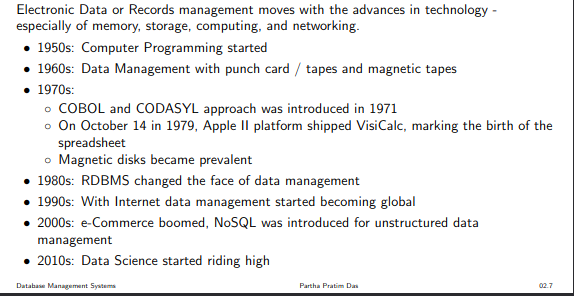 Electronic Data or Records management moves with the advances in technology -
especially of memory, storage, computing, and networking.
• 1950s: Computer Programming started
• 1960s: Data Management with punch card / tapes and magnetic tapes
• 1970s:
◦ COBOL and CODASYL approach was introduced in 1971
◦ On October 14 in 1979, Apple II platform shipped VisiCalc, marking the birth of the
spreadsheet
◦ Magnetic disks became prevalent
• 1980s: RDBMS changed the face of data management
• 1990s: With Internet data management started becoming global
• 2000s: e-Commerce boomed, NoSQL was introduced for unstructured data
management
• 2010s: Data Science started riding high
Database Management Systems Partha Pratim Das 02.7